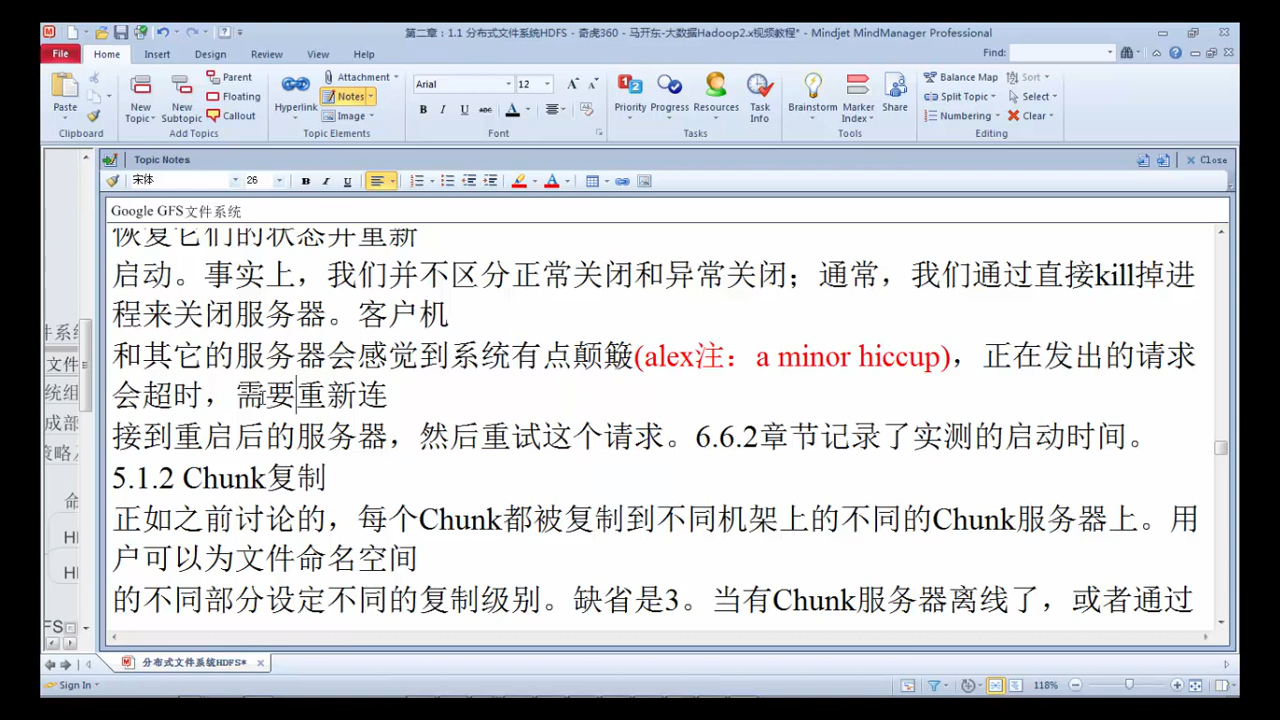 第二章：1.1 分布式文件系统HDFS - 奇虎360 - 马开东-大数据Hadoop2.x视频教程* - Mindjet MindManager Professional
File Home Insert Design Review View Help Find:
Paste
Clipboard
New Topic
New Subtopic
Parent
Floating
Callout
Add Topics
Hyperlink
Attachment
Notes
Image
Topic Elements
Arial 12
B I U abc A
Font
Priority Progress Resources Task Info
Tasks
Brainstorm Marker Index Share
Tools
Balance Map Sort
Split Topic Select
Numbering Clear
Editing
Topic Notes Close
宋体 26 B I U
Google GFS文件系统
恢复它们的状态并重新
启动。事实上，我们并不区分正常关闭和异常关闭；通常，我们通过直接kill掉进
程来关闭服务器。客户机
和其它的服务器会感觉到系统有点颠簸(alex注：a minor hiccup)，正在发出的请求
会超时，需要重新连
接到重启后的服务器，然后重试这个请求。6.6.2章节记录了实测的启动时间。
5.1.2 Chunk复制
正如之前讨论的，每个Chunk都被复制到不同机架上的不同的Chunk服务器上。用
户可以为文件命名空间
的不同部分设定不同的复制级别。缺省是3。当有Chunk服务器离线了，或者通过
件系统
文件
统组
成部
策略
命
HI
HI
FS
分布式文件系统HDFS*
Sign In 118%